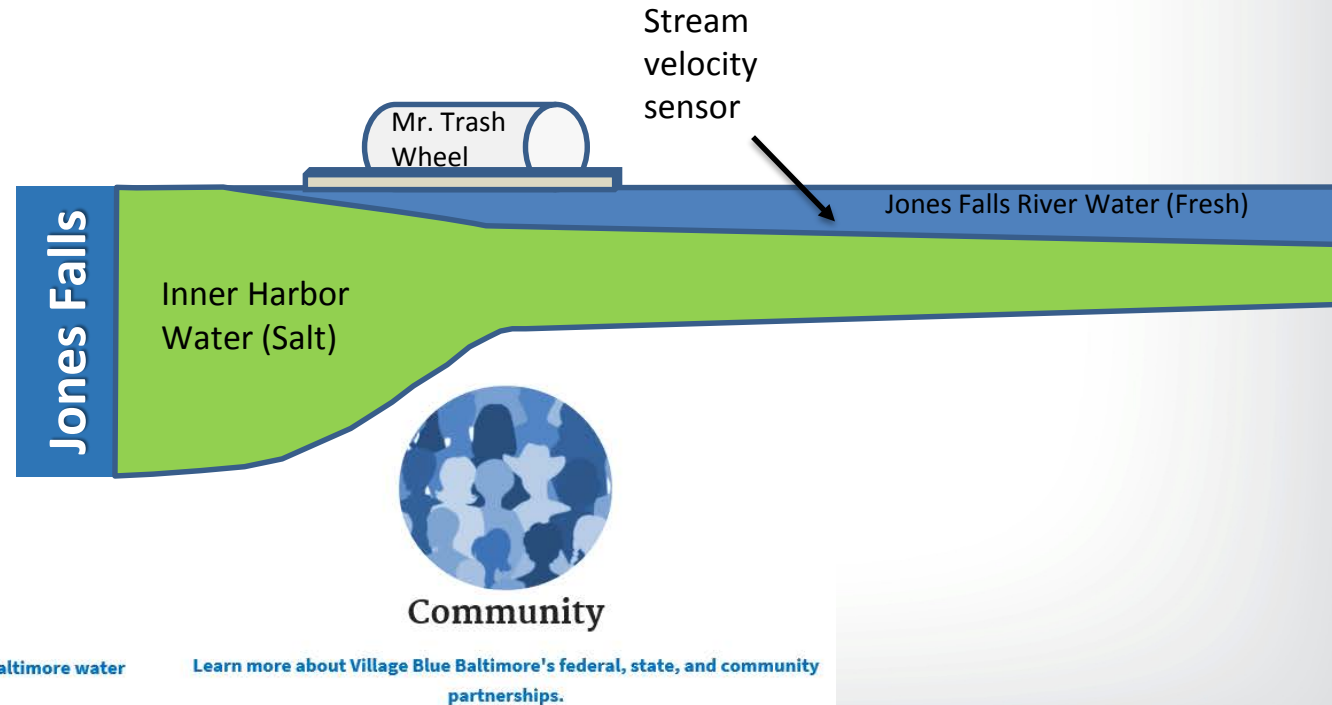 Stream
velocity
sensor
Mr. Trash
Wheel
Jones Falls River Water (Fresh)
Jones Falls
Inner Harbor
Water (Salt)
Community
altimore water
Learn more about Village Blue Baltimore's federal, state, and community
partnerships.